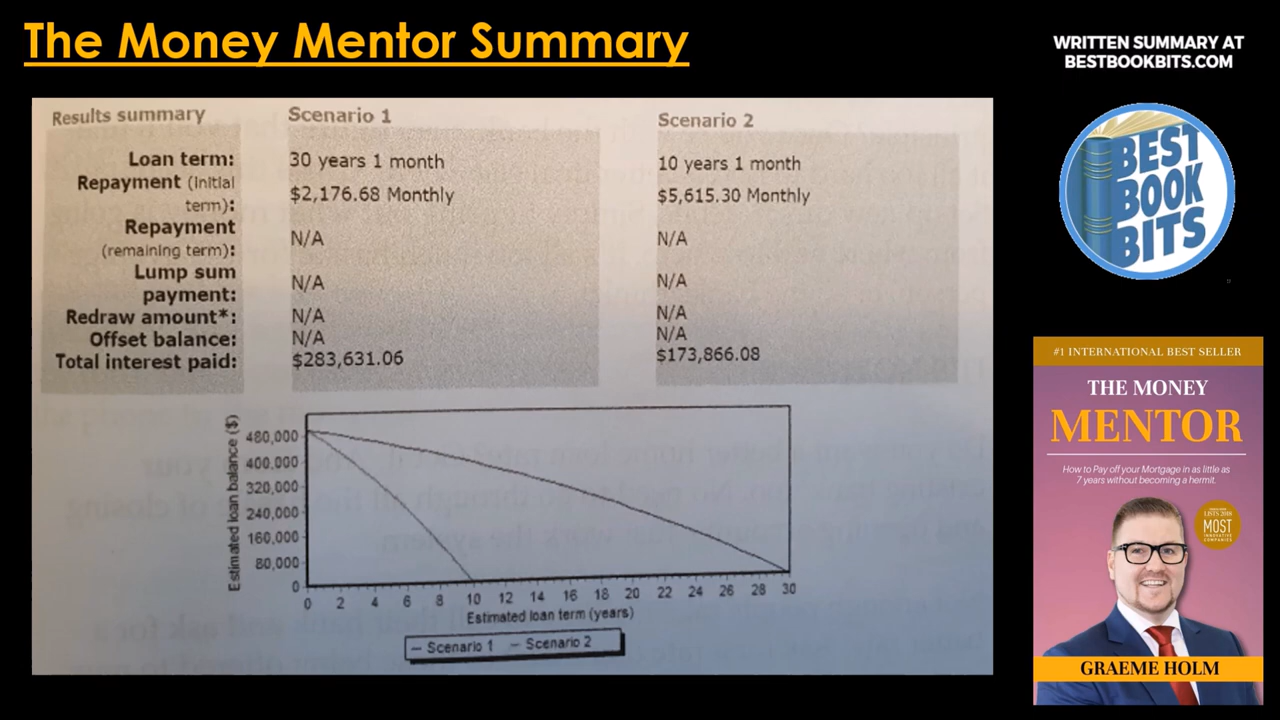 The Money Mentor Summary
WRITTEN SUMMARY AT
BESTBOOKBITS.COM
Results summary Scenario 1 Scenario 2
Loan term: 30 years 1 month 10 years 1 month
Repayment (initial
term): $2,176.68 Monthly $5,615.30 Monthly
Repayment
(remaining term): N/A N/A
Lump sum
payment: N/A N/A
Redraw amount*: N/A N/A
Offset balance: N/A N/A
Total interest paid: $283,631.06 $173,866.08
Estimated loan balance ($)
480,000
400,000
320,000
240,000
160,000
80,000
0
0 2 4 6 8 10 12 14 16 18 20 22 24 26 28 30
Estimated loan term (years)
— Scenario 1 — Scenario 2
BEST
BOOK
BITS
#1 INTERNATIONAL BEST SELLER
THE MONEY
MENTOR
How to Pay off your Mortgage in as little as
7 years without becoming a hermit.
LISTS 2019
MOST
INNOVATIVE
COMPANIES
GRAEME HOLM